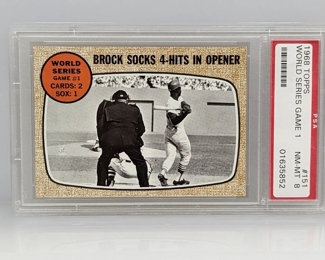 BROCK SOCKS 4-HITS IN OPENER
WORLD
SERIES
GAME #1
CARDS: 2
SOX: 1
PSA
1968 TOPPS
WORLD SERIES GAME 1
#151
NM-MT 8
01635852